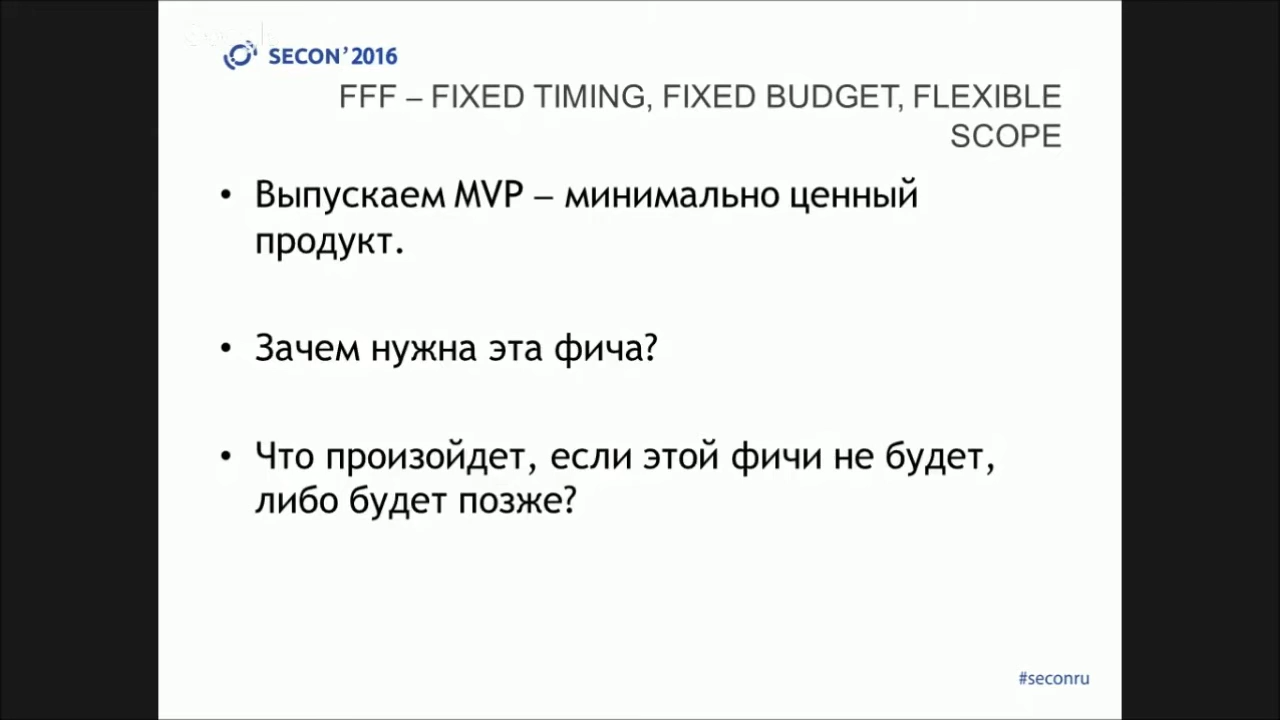 SECON’2016
FFF – FIXED TIMING, FIXED BUDGET, FLEXIBLE
SCOPE
• Выпускаем MVP – минимально ценный
продукт.
• Зачем нужна эта фича?
• Что произойдет, если этой фичи не будет,
либо будет позже?
#seconru